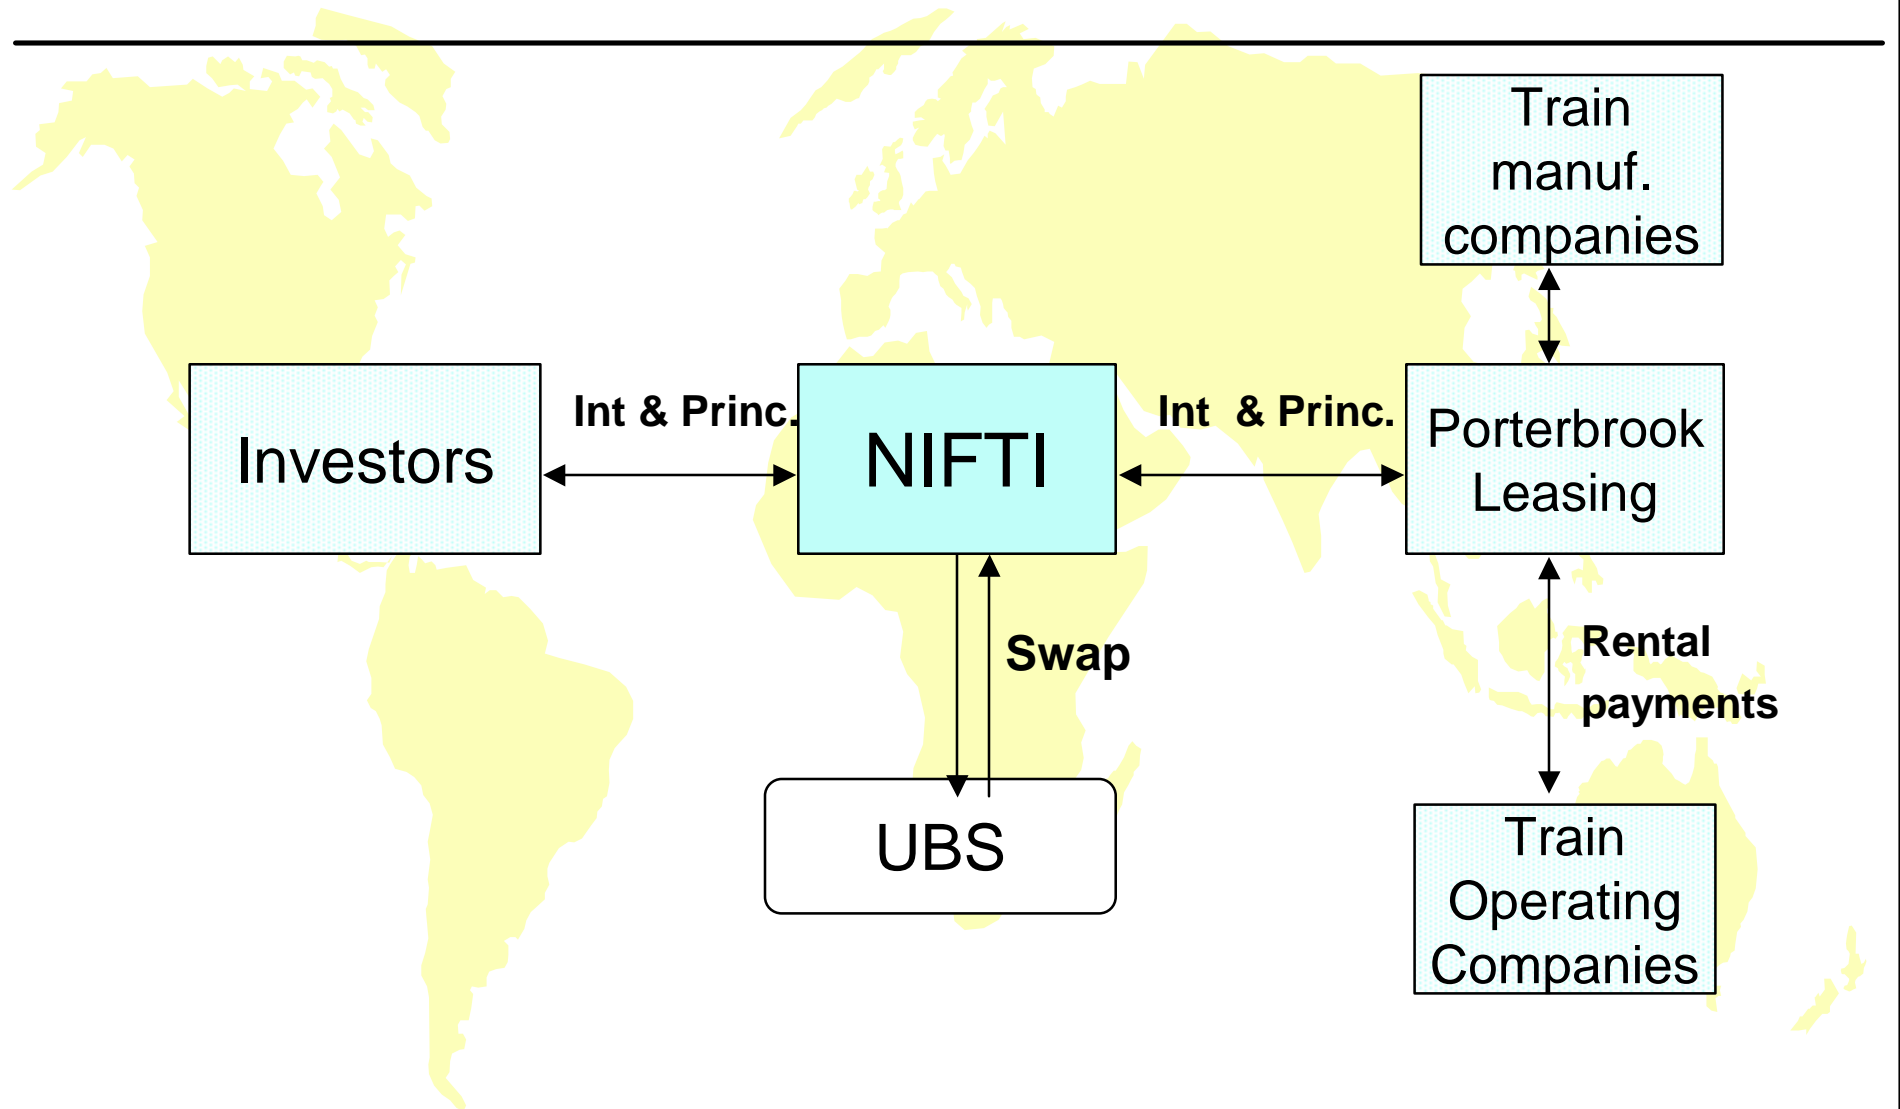 Train
manuf.
companies
Investors
Int & Princ.
NIFTI
Int & Princ.
Porterbrook
Leasing
Swap
Rental
payments
UBS
Train
Operating
Companies